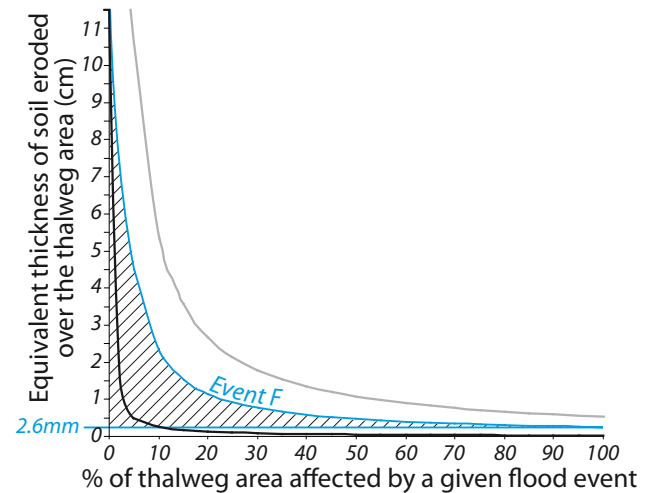 Equivalent thickness of soil eroded
over the thalweg area (cm)
11
10
9
8
7
6
5
4
3
2
1
0
2.6mm
Event F
0 10 20 30 40 50 60 70 80 90 100
% of thalweg area affected by a given flood event